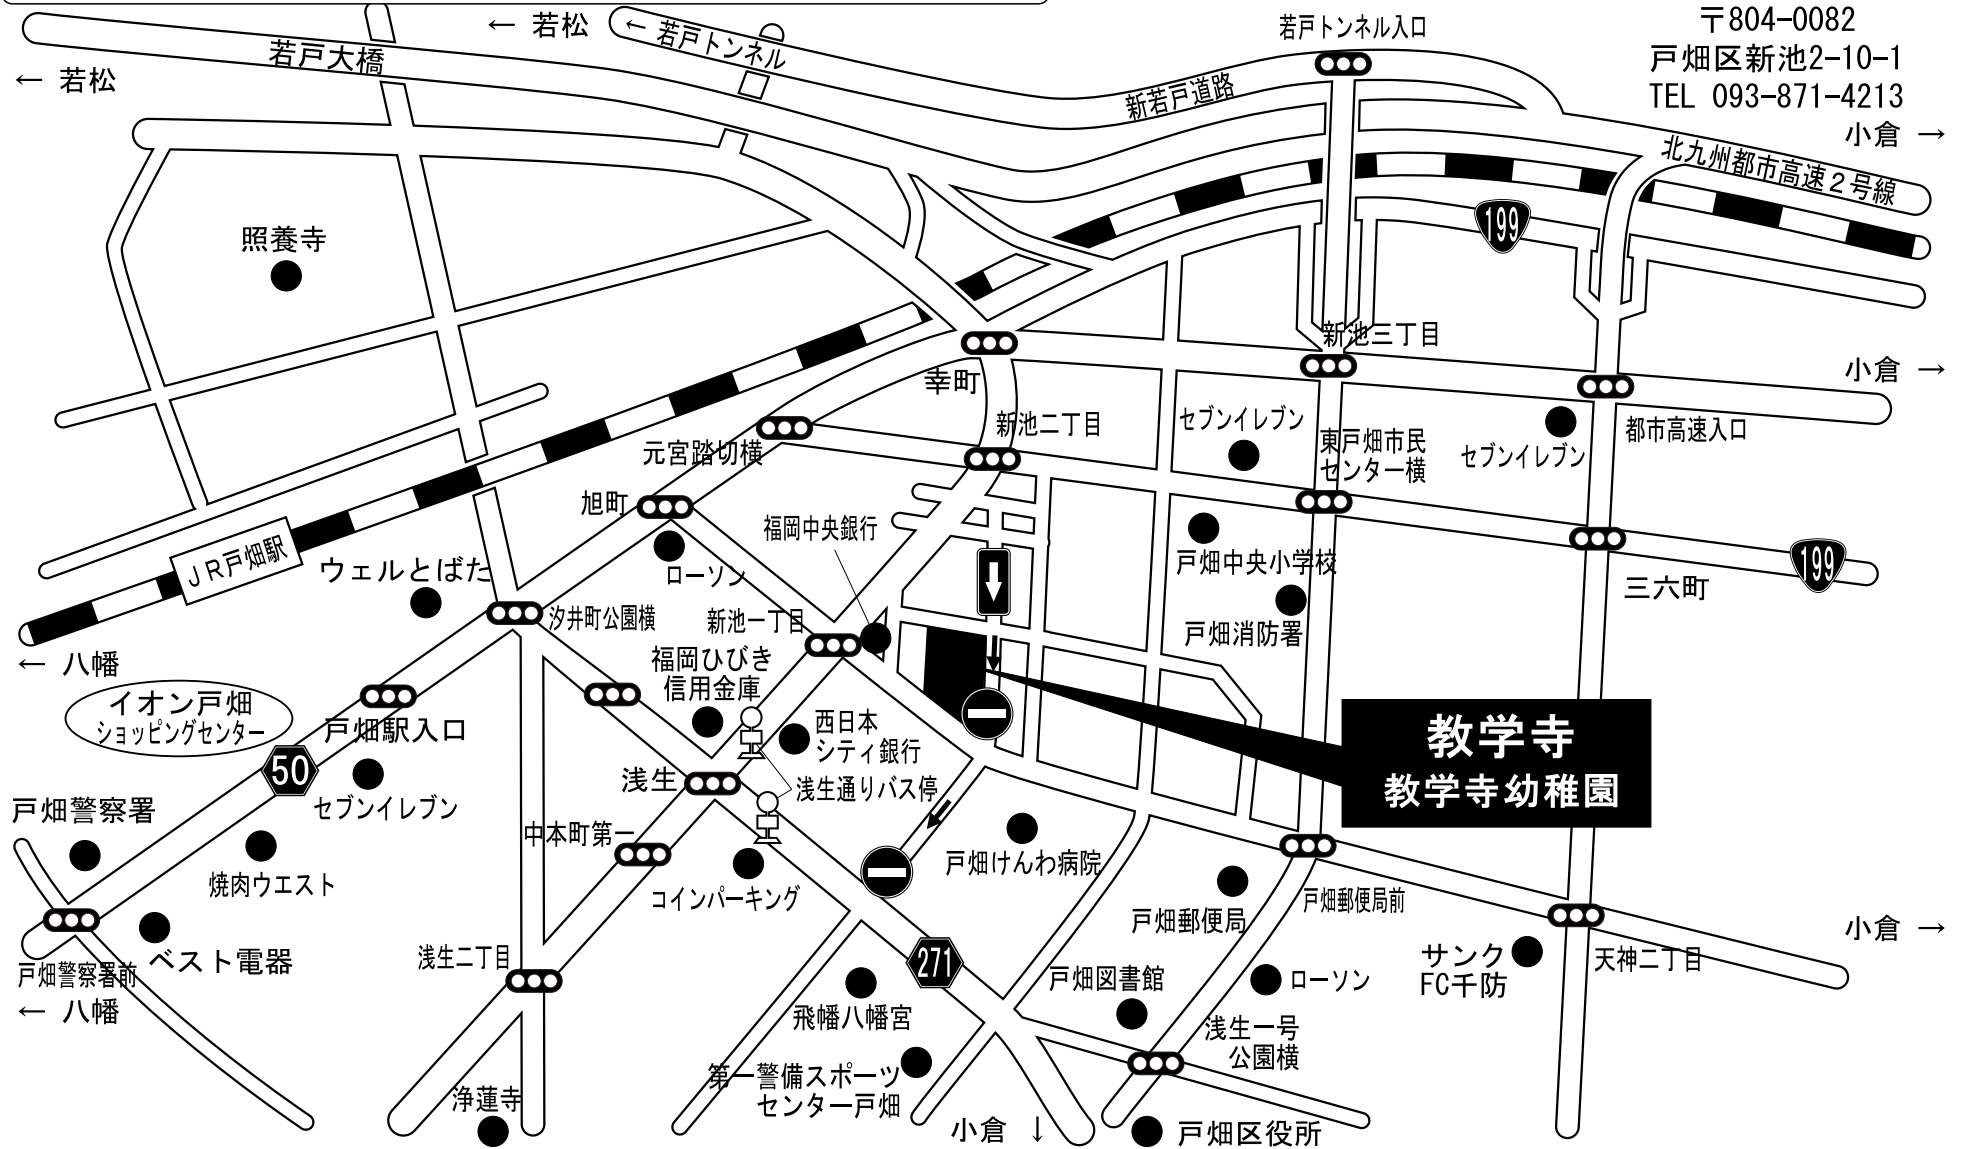 ← 若松
← 若戸トンネル
若戸トンネル入口
〒804-0082
戸畑区新池2-10-1
TEL 093-871-4213
← 若松
若戸大橋
新若戸道路
小倉 →
北九州都市高速2号線
照養寺
199
新池三丁目
小倉 →
幸町
新池二丁目
セブンイレブン
東戸畑市民
センター横
セブンイレブン
都市高速入口
元宮踏切横
旭町
福岡中央銀行
JR戸畑駅
ウェルとばた
ローソン
戸畑中央小学校
199
三六町
汐井町公園横
新池一丁目
戸畑消防署
← 八幡
福岡ひびき
信用金庫
イオン戸畑
ショッピングセンター
戸畑駅入口
西日本
シティ銀行
教学寺
教学寺幼稚園
50
浅生
浅生通りバス停
戸畑警察署
セブンイレブン
中本町第一
焼肉ウエスト
コインパーキング
戸畑けんわ病院
戸畑郵便局
戸畑郵便局前
小倉 →
ベスト電器
戸畑警察署前
← 八幡
浅生二丁目
271
戸畑図書館
ローソン
サンク
FC千防
天神二丁目
飛幡八幡宮
浅生一号
公園横
第一警備スポーツ
センター戸畑
浄蓮寺
小倉 ↓
戸畑区役所